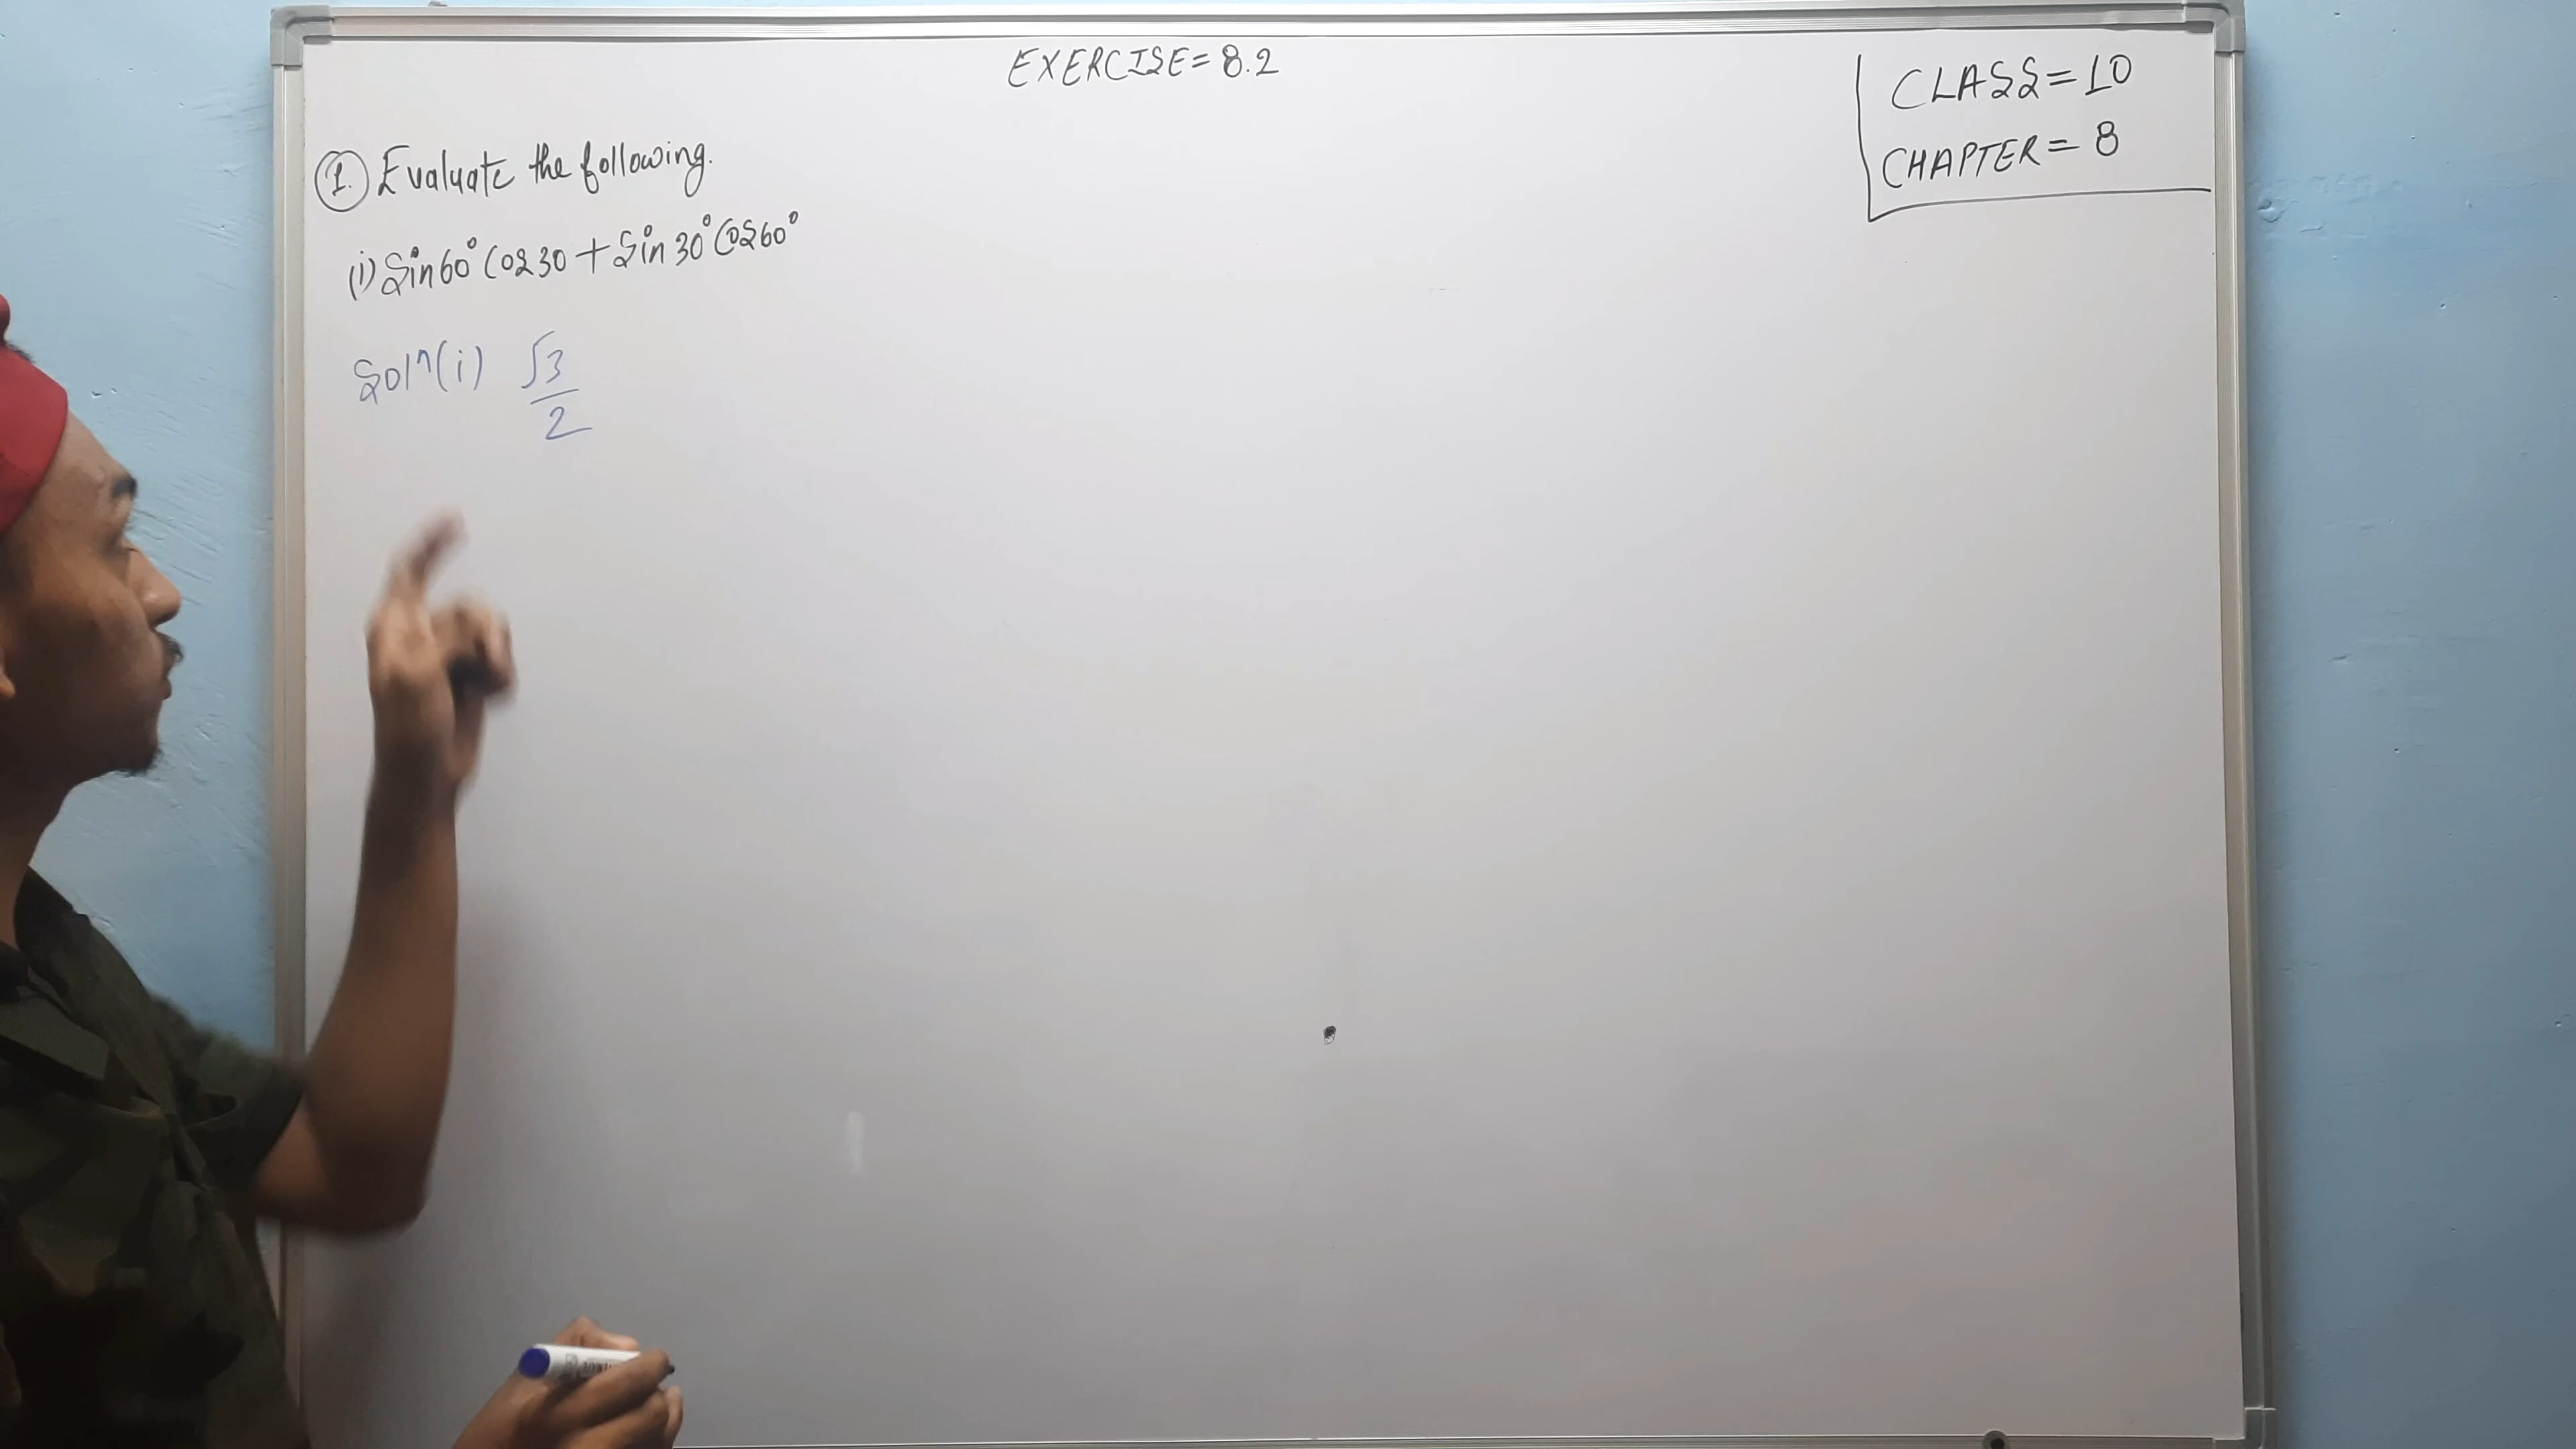 EXERCISE = 8.2
CLASS = 10
CHAPTER = 8
1. Evaluate the following.
(i) Sin60° Cos30 + Sin30° Cos60°
Solⁿ(i) √3/2